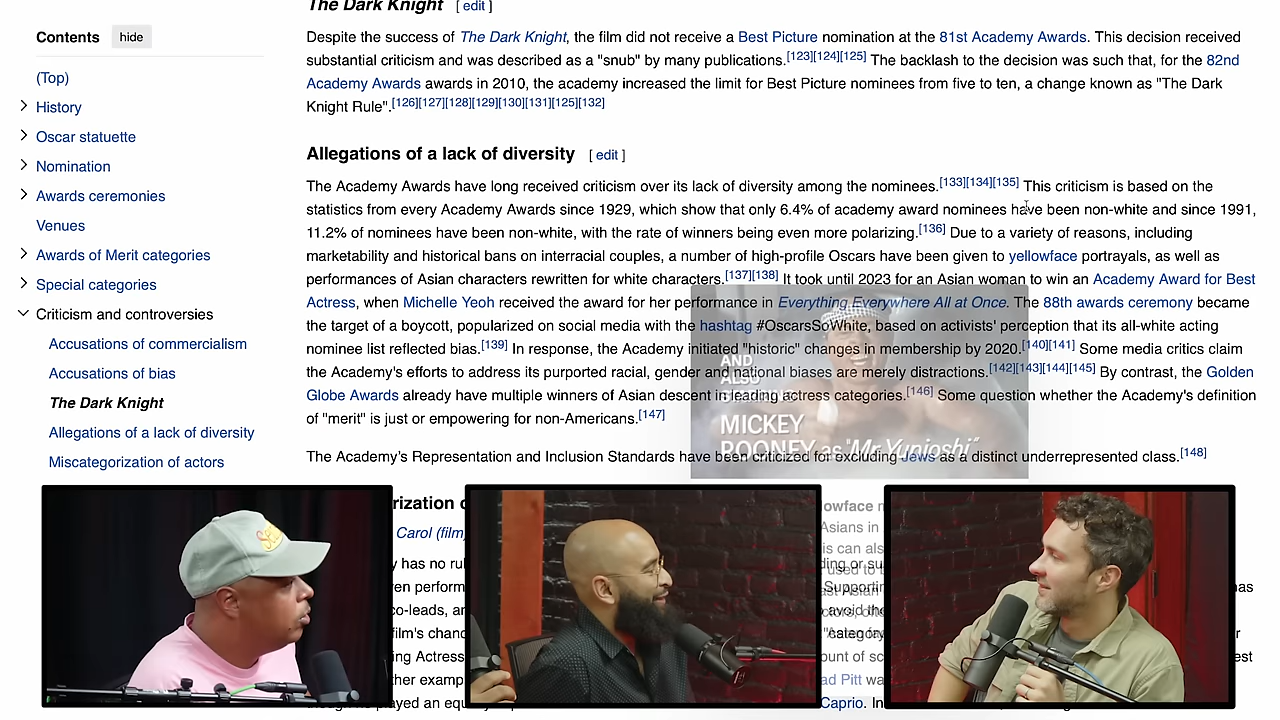 The Dark Knight [ edit ]
Contents hide
Despite the success of The Dark Knight, the film did not receive a Best Picture nomination at the 81st Academy Awards. This decision received
substantial criticism and was described as a "snub" by many publications.[123][124][125] The backlash to the decision was such that, for the 82nd
Academy Awards awards in 2010, the academy increased the limit for Best Picture nominees from five to ten, a change known as "The Dark
Knight Rule".[126][127][128][129][130][131][125][132]
(Top)
History
Oscar statuette
Nomination
Awards ceremonies
Venues
Awards of Merit categories
Special categories
Criticism and controversies
Accusations of commercialism
Accusations of bias
The Dark Knight
Allegations of a lack of diversity
Miscategorization of actors
Allegations of a lack of diversity [ edit ]
The Academy Awards have long received criticism over its lack of diversity among the nominees.[133][134][135] This criticism is based on the
statistics from every Academy Awards since 1929, which show that only 6.4% of academy award nominees have been non-white and since 1991,
11.2% of nominees have been non-white, with the rate of winners being even more polarizing.[136] Due to a variety of reasons, including
marketability and historical bans on interracial couples, a number of high-profile Oscars have been given to yellowface portrayals, as well as
performances of Asian characters rewritten for white characters.[137][138] It took until 2023 for an Asian woman to win an Academy Award for Best
Actress, when Michelle Yeoh received the award for her performance in Everything Everywhere All at Once. The 88th awards ceremony became
the target of a boycott, popularized on social media with the hashtag #OscarsSoWhite, based on activists' perception that its all-white acting
nominee list reflected bias.[139] In response, the Academy initiated "historic" changes in membership by 2020.[140][141] Some media critics claim
the Academy's efforts to address its purported racial, gender and national biases are merely distractions.[142][143][144][145] By contrast, the Golden
Globe Awards already have multiple winners of Asian descent in leading actress categories.[146] Some question whether the Academy's definition
of "merit" is just or empowering for non-Americans.[147]
The Academy's Representation and Inclusion Standards have been criticized for excluding Jews as a distinct underrepresented class.[148]
AND
ALSO
MICKEY
ROONEY as "Mr Yunioshi"
rization
Carol (film)
y has no
co-leads, an
film's chanc
ing Actress
ther examp
played an
owface
Asians in
is can als
used to
Supporti
avoid the
"category
ount of sc
ad Pitt wa
Caprio. In